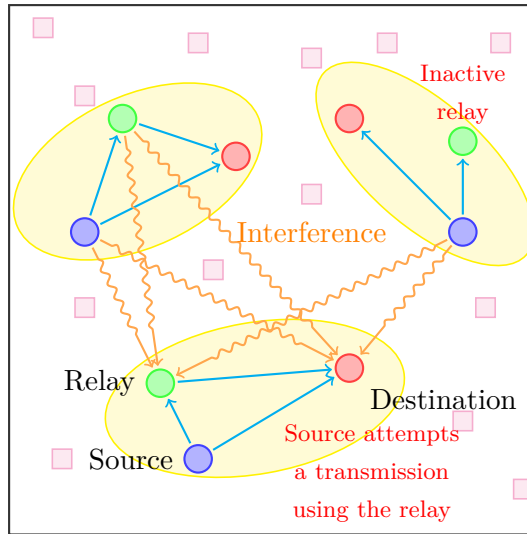 Inactive
relay
Interference
Relay
Destination
Source attempts
Source
a transmission
using the relay